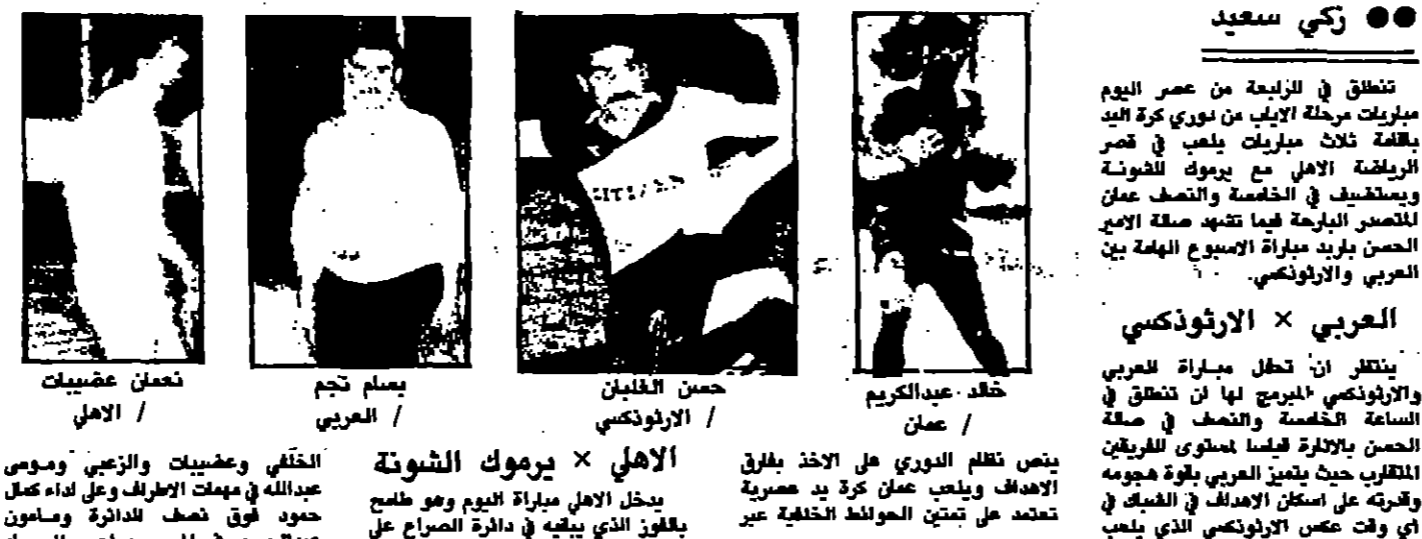 زكي سعيد
تنطلق في الرابعة من عصر اليوم
مباريات مرحلة الاياب من دوري كرة اليد
باقامة ثلاث مباريات يلعب في قصر
الرياضة الاهلي مع يرموك الشونة
ويستضيف في الخامسة والنصف عمان
المتصدر البارحة فيما تشهد صالة الامير
الحسن باربد مباراة الاسبوع الهامة بين
العربي والارثوذكسي.
العربي × الارثوذكسي
ينتظر ان تحفل مباراة العربي
والارثوذكسي المبرمج لها ان تنطلق في
الساعة الخامسة والنصف في صالة
الحسن بالاثارة قياسا لمستوى الفريقين
المتقارب حيث يتميز العربي بقوة هجومه
وقدرته على اسكان الاهداف في الشباك في
اي وقت عكس الارثوذكسي الذي يلعب
خالد عبدالكريم
/ عمان
ينص نظام الدوري على الاخذ بفارق
الاهداف ويلعب عمان كرة يد عصرية
تعتمد على تمتين الحوائط الخلفية عبر
CITIZEN
حسن الغلبان
/ الارثوذكسي
بسام نجم
/ العربي
الاهلي × يرموك الشونة
يدخل الاهلي مباراة اليوم وهو طامح
بالفوز الذي يبقيه في دائرة الصراع على
نعمان عضيبات
/ الاهلي
الخلفي وعضيبات والزعبي وموسى
عبدالله في مهمات الاطراف وعلى اداء كمال
حمود فوق نصف الدائرة ومامون